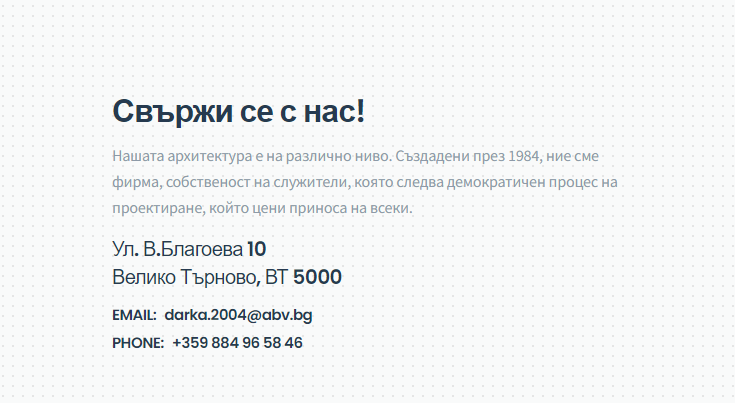 Свържи се с нас!
Нашата архитектура е на различно ниво. Създадени през 1984, ние сме
фирма, собственост на служители, която следва демократичен процес на
проектиране, който цени приноса на всеки.
Ул. В.Благоева 10
Велико Търново, ВТ 5000
EMAIL: darka.2004@abv.bg
PHONE: +359 884 96 58 46